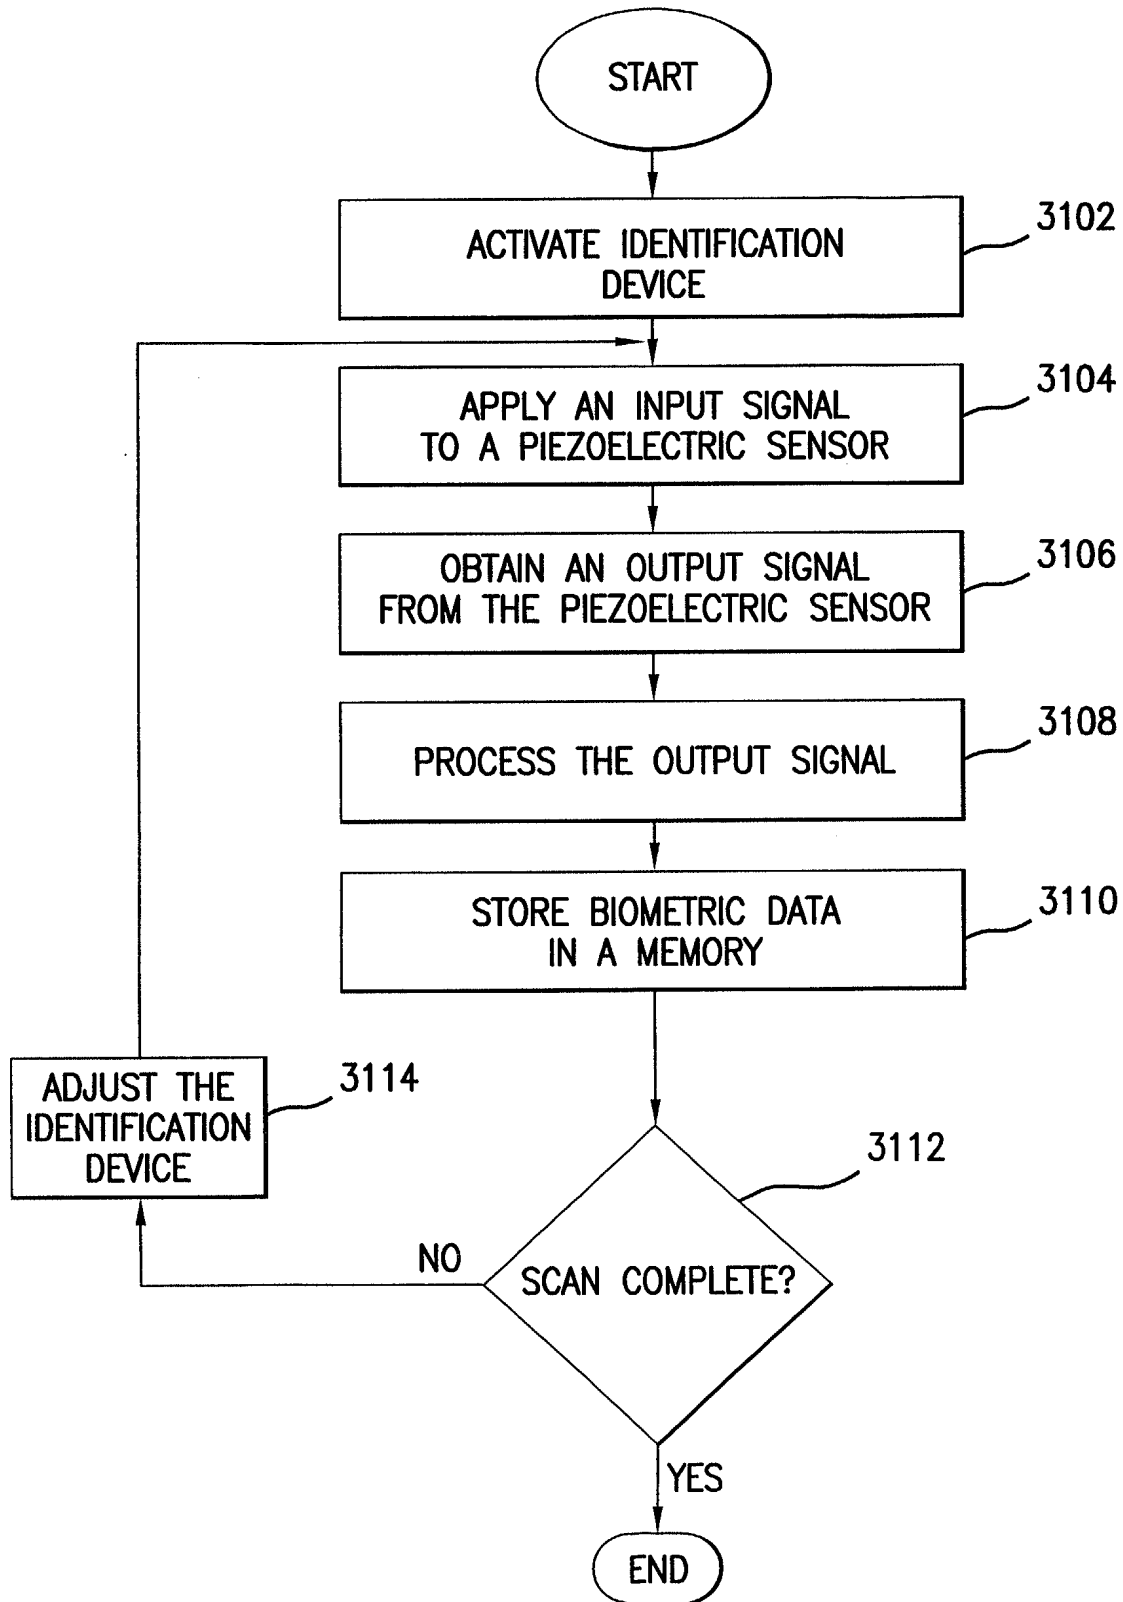 START
ACTIVATE IDENTIFICATION
DEVICE
3102
APPLY AN INPUT SIGNAL
TO A PIEZOELECTRIC SENSOR
3104
OBTAIN AN OUTPUT SIGNAL
FROM THE PIEZOELECTRIC SENSOR
3106
PROCESS THE OUTPUT SIGNAL
3108
STORE BIOMETRIC DATA
IN A MEMORY
3110
ADJUST THE
IDENTIFICATION
DEVICE
3114
3112
NO
SCAN COMPLETE?
YES
END